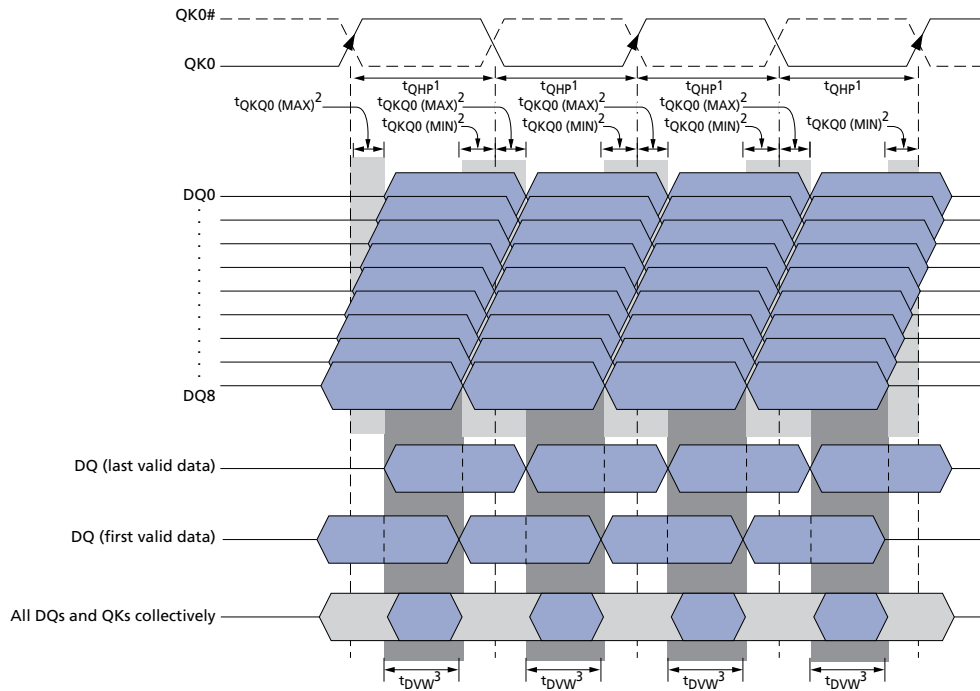 QK0#
QK0
tQHP1 tQHP1 tQHP1 tQHP1
tQKQ0 (MAX)2 tQKQ0 (MAX)2 tQKQ0 (MAX)2 tQKQ0 (MAX)2
tQKQ0 (MIN)2 tQKQ0 (MIN)2 tQKQ0 (MIN)2 tQKQ0 (MIN)2
DQ0
.
.
.
.
.
.
.
.
.
DQ8
DQ (last valid data)
DQ (first valid data)
All DQs and QKs collectively
tDVW3 tDVW3 tDVW3 tDVW3